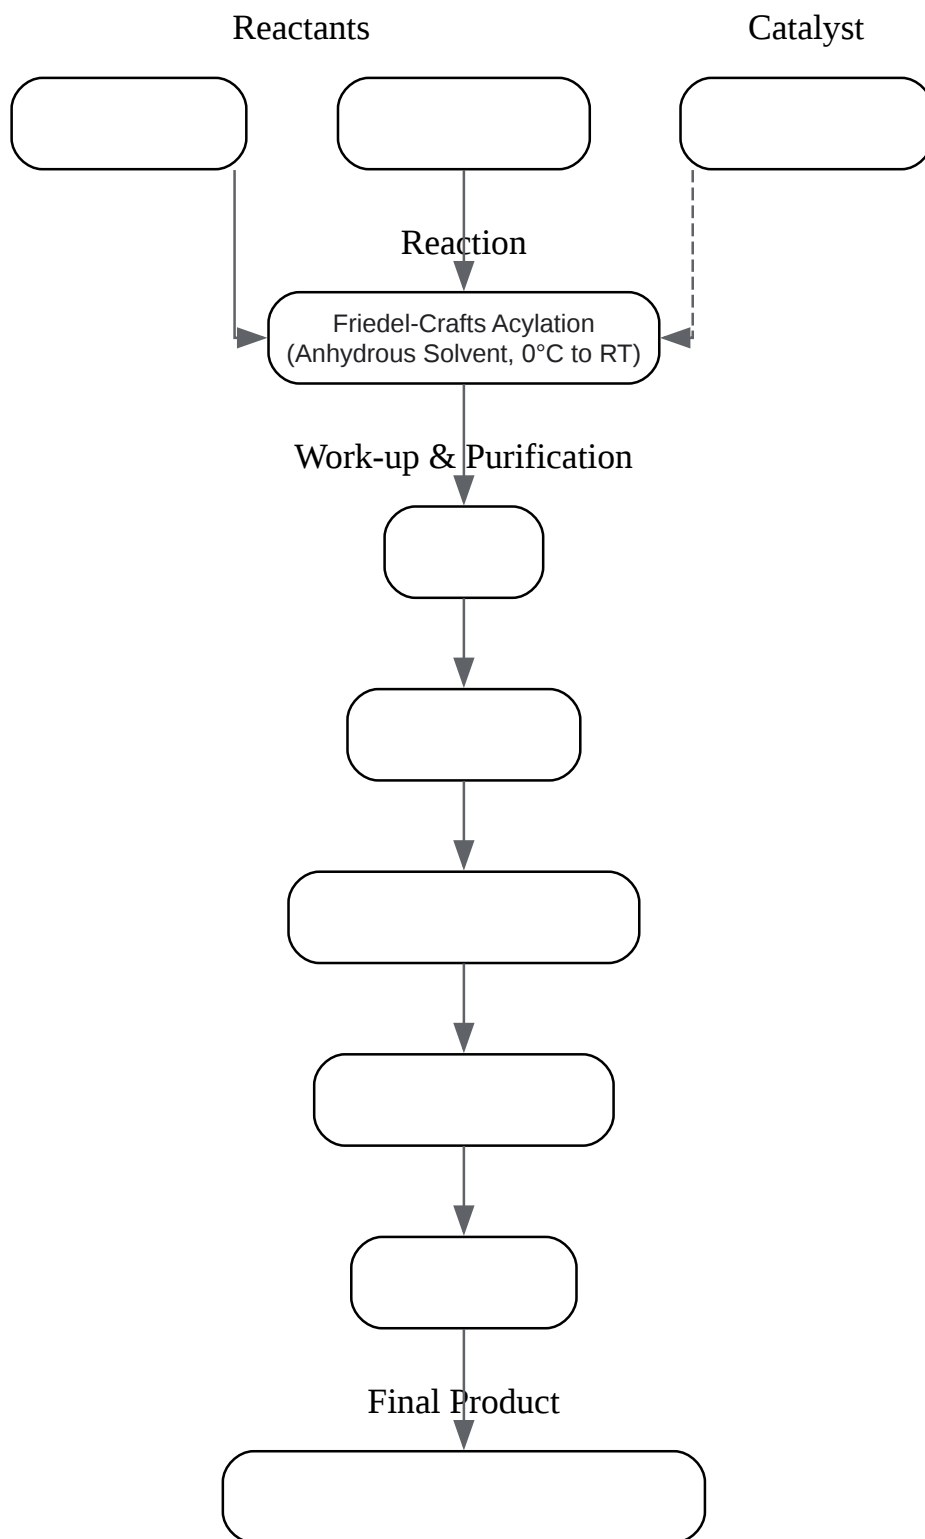 Reactants
Catalyst
Reaction
Friedel-Crafts Acylation
(Anhydrous Solvent, 0°C to RT)
Work-up & Purification
Final Product